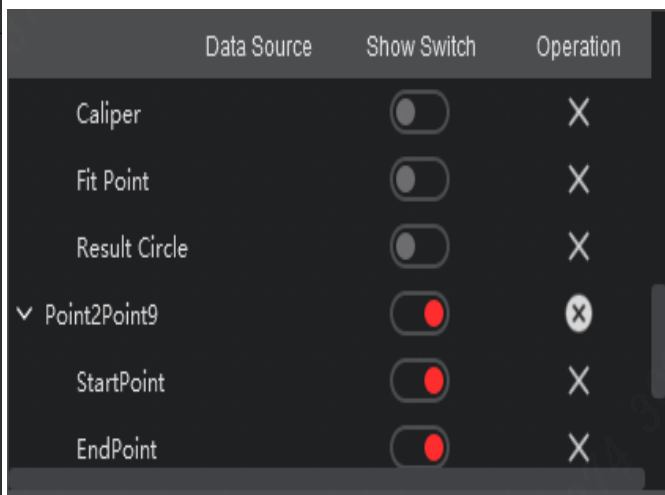 Data Source Show Switch Operation
Caliper
Fit Point
Result Circle
Point2Point9
StartPoint
EndPoint